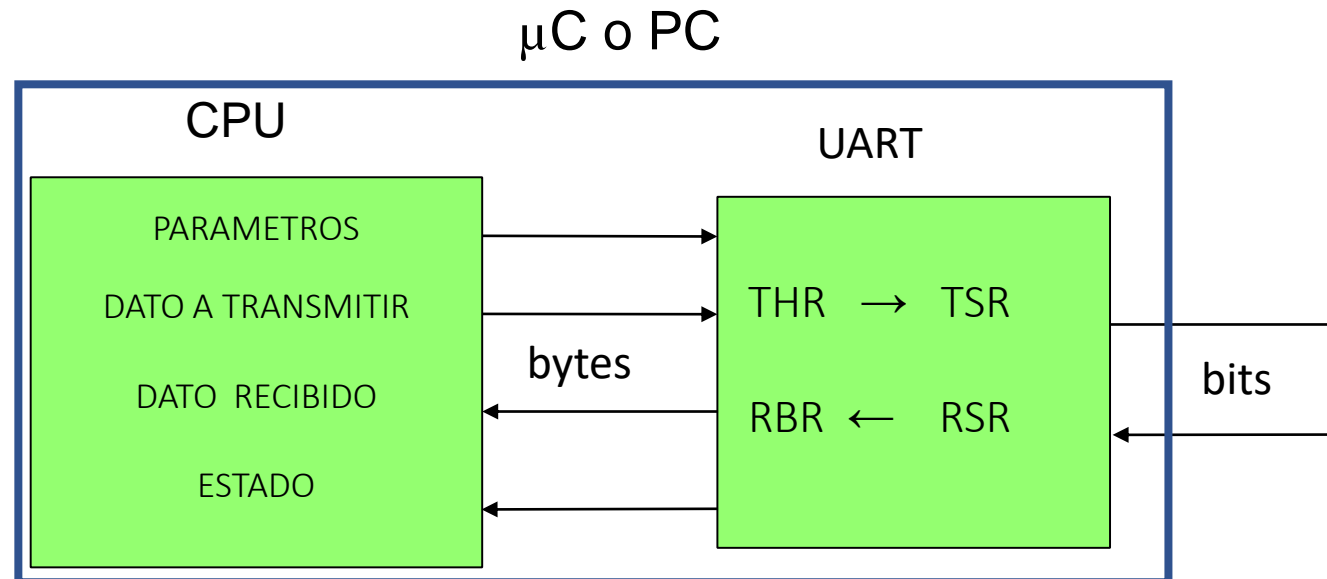 μC o PC
CPU
UART
PARAMETROS
DATO A TRANSMITIR
THR → TSR
bytes
bits
DATO RECIBIDO
RBR ← RSR
ESTADO